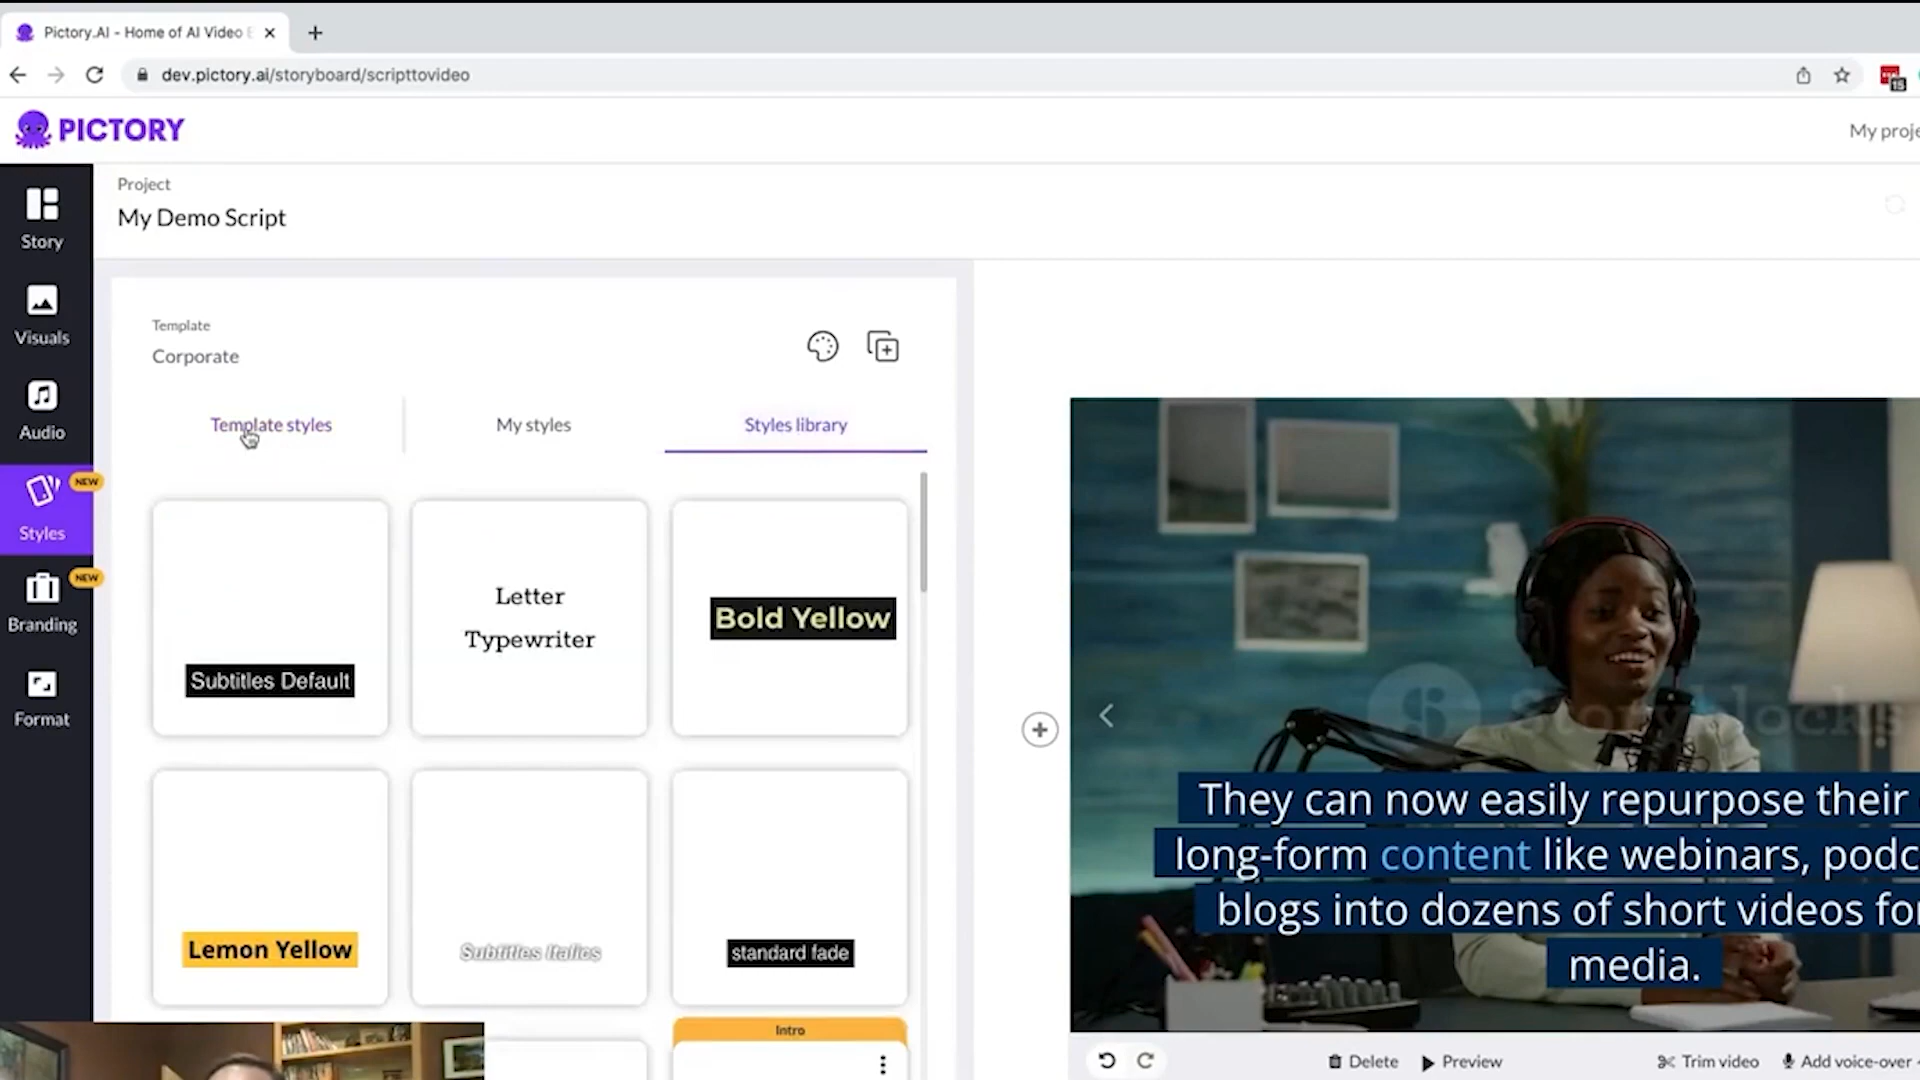 Pictory.AI - Home of AI Video E
dev.pictory.ai/storyboard/scripttovideo
15
PICTORY
My proje
Project
My Demo Script
Story
Visuals
Audio
NEW
Styles
NEW
Branding
Format
Template
Corporate
Template styles
My styles
Styles library
Subtitles Default
Letter
Typewriter
Bold Yellow
Lemon Yellow
Subtitles Italics
standard fade
Intro
Storyblocks
They can now easily repurpose their
long-form content like webinars, podc
blogs into dozens of short videos for
media.
Delete
Preview
Trim video
Add voice-over